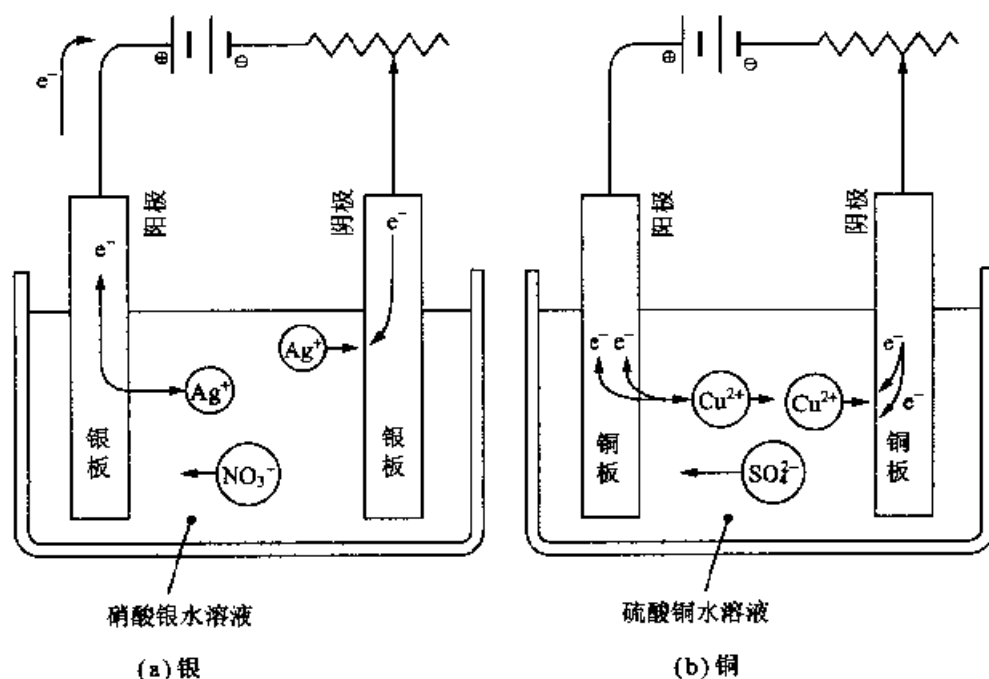 ⊕ ⊖
e⁻
阳极
阴极
e⁻
e⁻
Ag⁺
Ag⁺
银板
银板
NO₃⁻
硝酸银水溶液
(a)银
⊕ ⊖
阳极
阴极
e⁻ e⁻
e⁻
e⁻
Cu²⁺
Cu²⁺
铜板
铜板
SO₄²⁻
硫酸铜水溶液
(b)铜